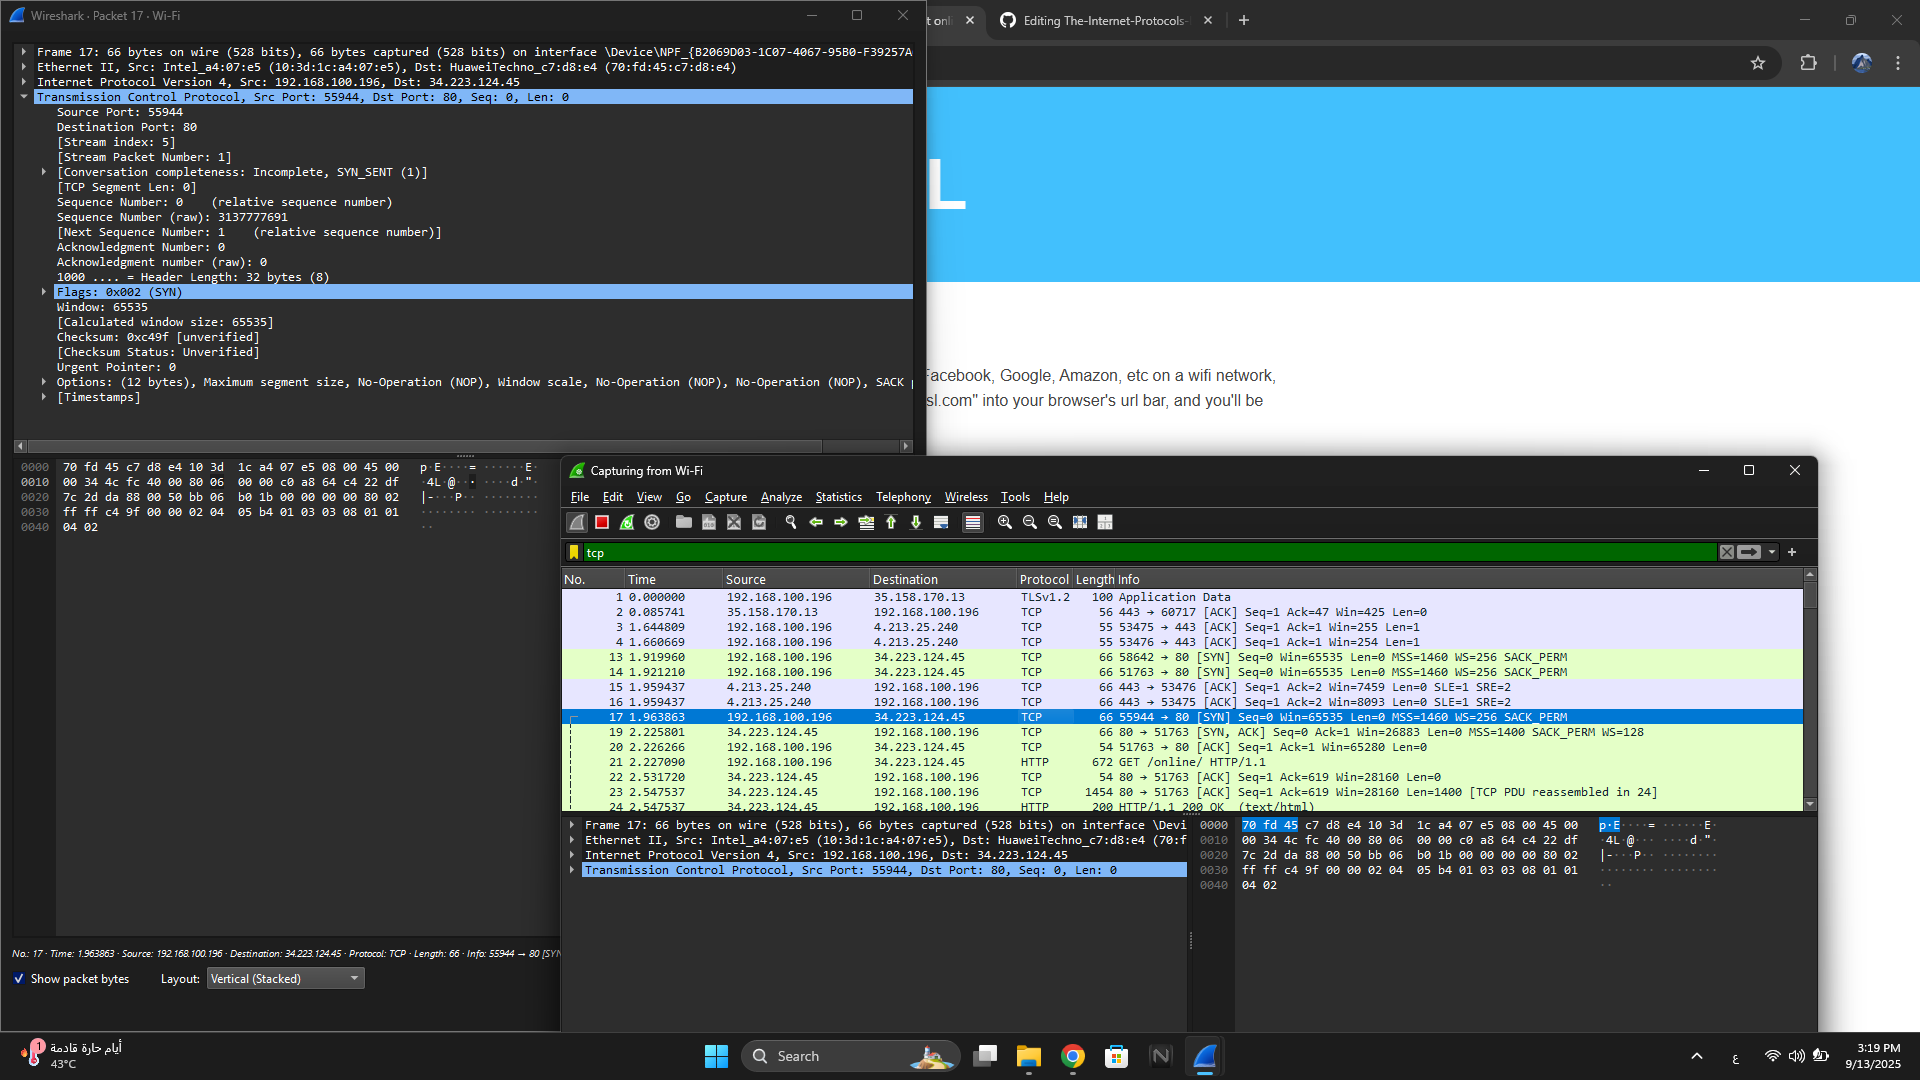 Wireshark · Packet 17 · Wi-Fi
Frame 17: 66 bytes on wire (528 bits), 66 bytes captured (528 bits) on interface \Device\NPF_{B2069D03-1C07-4067-95B0-F39257A
Ethernet II, Src: Intel_a4:07:e5 (10:3d:1c:a4:07:e5), Dst: HuaweiTechno_c7:d8:e4 (70:fd:45:c7:d8:e4)
Internet Protocol Version 4, Src: 192.168.100.196, Dst: 34.223.124.45
Transmission Control Protocol, Src Port: 55944, Dst Port: 80, Seq: 0, Len: 0
Source Port: 55944
Destination Port: 80
[Stream index: 5]
[Stream Packet Number: 1]
[Conversation completeness: Incomplete, SYN_SENT (1)]
[TCP Segment Len: 0]
Sequence Number: 0    (relative sequence number)
Sequence Number (raw): 3137777691
[Next Sequence Number: 1    (relative sequence number)]
Acknowledgment Number: 0
Acknowledgment number (raw): 0
1000 .... = Header Length: 32 bytes (8)
Flags: 0x002 (SYN)
Window: 65535
[Calculated window size: 65535]
Checksum: 0xc49f [unverified]
[Checksum Status: Unverified]
Urgent Pointer: 0
Options: (12 bytes), Maximum segment size, No-Operation (NOP), Window scale, No-Operation (NOP), No-Operation (NOP), SACK p
[Timestamps]
0000 70 fd 45 c7 d8 e4 10 3d 1c a4 07 e5 08 00 45 00 p·E····= ······E·
0010 00 34 4c fc 40 00 80 06 00 00 c0 a8 64 c4 22 df ·4L·@··· ····d·"·
0020 7c 2d da 88 00 50 bb 06 b0 1b 00 00 00 00 80 02 |-···P·· ········
0030 ff ff c4 9f 00 00 02 04 05 b4 01 03 03 08 01 01 ········ ········
0040 04 02 ··
No.: 17 · Time: 1.963863 · Source: 192.168.100.196 · Destination: 34.223.124.45 · Protocol: TCP · Length: 66 · Info: 55944 → 80 [SYN
Show packet bytes Layout: Vertical (Stacked)
t onl
Editing The-Internet-Protocols-
L
Facebook, Google, Amazon, etc on a wifi network,
sl.com" into your browser's url bar, and you'll be
Capturing from Wi-Fi
File Edit View Go Capture Analyze Statistics Telephony Wireless Tools Help
tcp
No. Time Source Destination Protocol Length Info
1 0.000000 192.168.100.196 35.158.170.13 TLSv1.2 100 Application Data
2 0.085741 35.158.170.13 192.168.100.196 TCP 56 443 → 60717 [ACK] Seq=1 Ack=47 Win=425 Len=0
3 1.644809 192.168.100.196 4.213.25.240 TCP 55 53475 → 443 [ACK] Seq=1 Ack=1 Win=255 Len=1
4 1.660669 192.168.100.196 4.213.25.240 TCP 55 53476 → 443 [ACK] Seq=1 Ack=1 Win=254 Len=1
13 1.919960 192.168.100.196 34.223.124.45 TCP 66 58642 → 80 [SYN] Seq=0 Win=65535 Len=0 MSS=1460 WS=256 SACK_PERM
14 1.921210 192.168.100.196 34.223.124.45 TCP 66 51763 → 80 [SYN] Seq=0 Win=65535 Len=0 MSS=1460 WS=256 SACK_PERM
15 1.959437 4.213.25.240 192.168.100.196 TCP 66 443 → 53476 [ACK] Seq=1 Ack=2 Win=7459 Len=0 SLE=1 SRE=2
16 1.959437 4.213.25.240 192.168.100.196 TCP 66 443 → 53475 [ACK] Seq=1 Ack=2 Win=8093 Len=0 SLE=1 SRE=2
17 1.963863 192.168.100.196 34.223.124.45 TCP 66 55944 → 80 [SYN] Seq=0 Win=65535 Len=0 MSS=1460 WS=256 SACK_PERM
19 2.225801 34.223.124.45 192.168.100.196 TCP 66 80 → 51763 [SYN, ACK] Seq=0 Ack=1 Win=26883 Len=0 MSS=1400 SACK_PERM WS=128
20 2.226266 192.168.100.196 34.223.124.45 TCP 54 51763 → 80 [ACK] Seq=1 Ack=1 Win=65280 Len=0
21 2.227090 192.168.100.196 34.223.124.45 HTTP 672 GET /online/ HTTP/1.1
22 2.531720 34.223.124.45 192.168.100.196 TCP 54 80 → 51763 [ACK] Seq=1 Ack=619 Win=28160 Len=0
23 2.547537 34.223.124.45 192.168.100.196 TCP 1454 80 → 51763 [ACK] Seq=1 Ack=619 Win=28160 Len=1400 [TCP PDU reassembled in 24]
24 2.547537 34.223.124.45 192.168.100.196 HTTP 200 HTTP/1.1 200 OK (text/html)
Frame 17: 66 bytes on wire (528 bits), 66 bytes captured (528 bits) on interface \Devi
Ethernet II, Src: Intel_a4:07:e5 (10:3d:1c:a4:07:e5), Dst: HuaweiTechno_c7:d8:e4 (70:f
Internet Protocol Version 4, Src: 192.168.100.196, Dst: 34.223.124.45
Transmission Control Protocol, Src Port: 55944, Dst Port: 80, Seq: 0, Len: 0
0000 70 fd 45 c7 d8 e4 10 3d 1c a4 07 e5 08 00 45 00 p·E····= ······E·
0010 00 34 4c fc 40 00 80 06 00 00 c0 a8 64 c4 22 df ·4L·@··· ····d·"·
0020 7c 2d da 88 00 50 bb 06 b0 1b 00 00 00 00 80 02 |-···P·· ········
0030 ff ff c4 9f 00 00 02 04 05 b4 01 03 03 08 01 01 ········ ········
0040 04 02 ··
1
أيام حارة قادمة
43°C
Search
ع
3:19 PM
9/13/2025